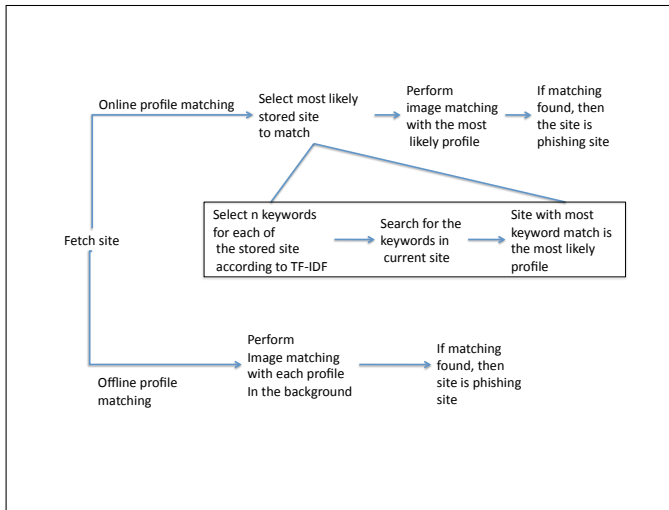 Online profile matching
Select most likely
stored site
to match
Perform
image matching
with the most
likely profile
If matching
found, then
the site is
phishing site
Select n keywords
for each of
the stored site
according to TF-IDF
Search for the
keywords in
current site
Site with most
keyword match is
the most likely
profile
Fetch site
Offline profile
matching
Perform
Image matching
with each profile
In the background
If matching
found, then
site is phishing
site